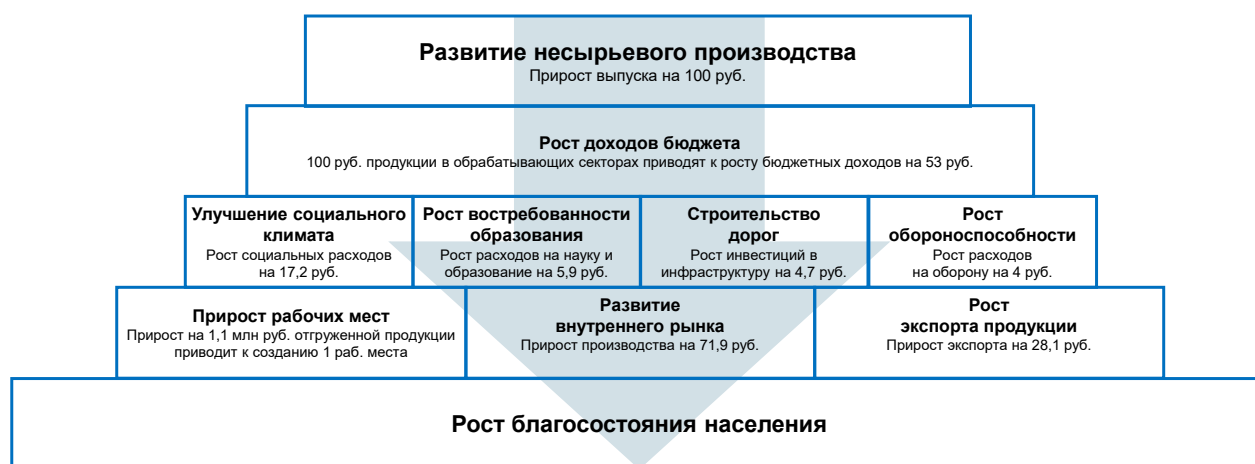 Развитие несырьевого производства
Прирост выпуска на 100 руб.
Рост доходов бюджета
100 руб. продукции в обрабатывающих секторах приводят к росту бюджетных доходов на 53 руб.
Улучшение социального
климата
Рост социальных расходов
на 17,2 руб.
Рост востребованности
образования
Рост расходов на науку и
образование на 5,9 руб.
Строительство
дорог
Рост инвестиций в
инфраструктуру на 4,7 руб.
Рост
обороноспособности
Рост расходов
на оборону на 4 руб.
Прирост рабочих мест
Прирост на 1,1 млн руб. отгруженной продукции
приводит к созданию 1 раб. места
Развитие
внутреннего рынка
Прирост производства на 71,9 руб.
Рост
экспорта продукции
Прирост экспорта на 28,1 руб.
Рост благосостояния населения